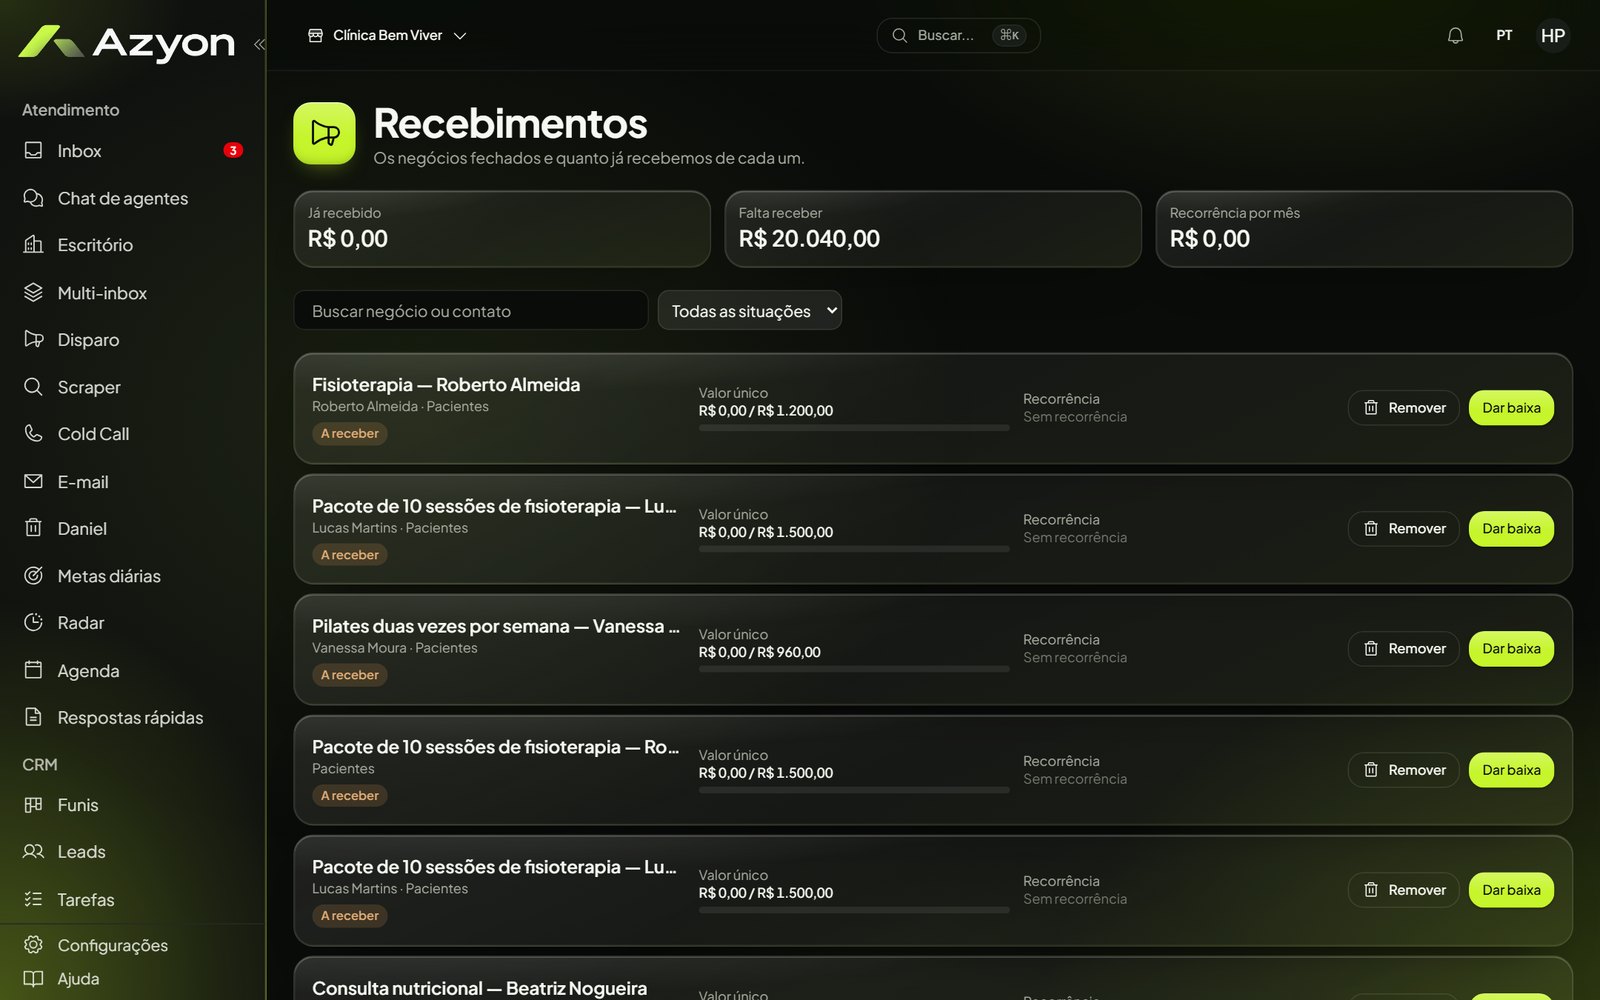 Azyon
Clínica Bem Viver
Buscar...
⌘K
PT
HP
Atendimento
Inbox
3
Chat de agentes
Escritório
Multi-inbox
Disparo
Scraper
Cold Call
E-mail
Daniel
Metas diárias
Radar
Agenda
Respostas rápidas
CRM
Funis
Leads
Tarefas
Configurações
Ajuda
Recebimentos
Os negócios fechados e quanto já recebemos de cada um.
Já recebido
R$ 0,00
Falta receber
R$ 20.040,00
Recorrência por mês
R$ 0,00
Buscar negócio ou contato
Todas as situações
Fisioterapia — Roberto Almeida
Roberto Almeida · Pacientes
A receber
Valor único
R$ 0,00 / R$ 1.200,00
Recorrência
Sem recorrência
Remover
Dar baixa
Pacote de 10 sessões de fisioterapia — Lu...
Lucas Martins · Pacientes
A receber
Valor único
R$ 0,00 / R$ 1.500,00
Recorrência
Sem recorrência
Remover
Dar baixa
Pilates duas vezes por semana — Vanessa ...
Vanessa Moura · Pacientes
A receber
Valor único
R$ 0,00 / R$ 960,00
Recorrência
Sem recorrência
Remover
Dar baixa
Pacote de 10 sessões de fisioterapia — Ro...
Pacientes
A receber
Valor único
R$ 0,00 / R$ 1.500,00
Recorrência
Sem recorrência
Remover
Dar baixa
Pacote de 10 sessões de fisioterapia — Lu...
Lucas Martins · Pacientes
A receber
Valor único
R$ 0,00 / R$ 1.500,00
Recorrência
Sem recorrência
Remover
Dar baixa
Consulta nutricional — Beatriz Nogueira
Valor único
Recorrência